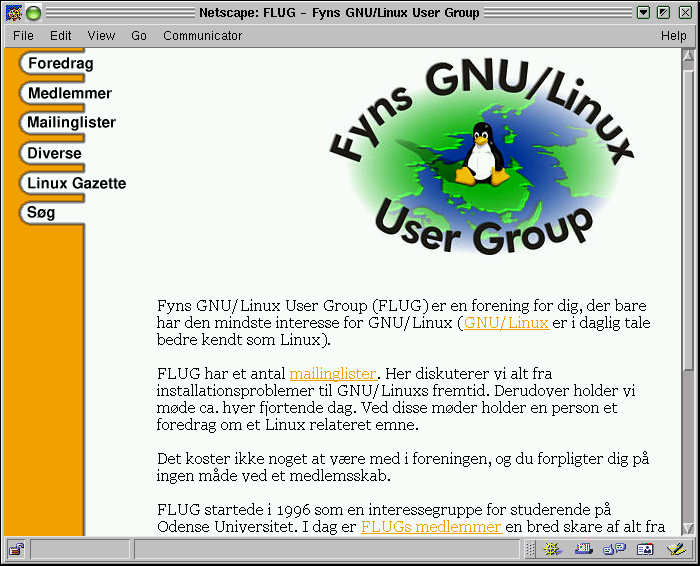 Netscape: FLUG - Fyns GNU/Linux User Group
File Edit View Go Communicator Help
Foredrag
Medlemmer
Mailinglister
Diverse
Linux Gazette
Søg
Fyns GNU/Linux
User Group
Fyns GNU/Linux User Group (FLUG) er en forening for dig, der bare
har den mindste interesse for GNU/Linux (GNU/Linux er i daglig tale
bedre kendt som Linux).
FLUG har et antal mailinglister. Her diskuterer vi alt fra
installationsproblemer til GNU/Linuxs fremtid. Derudover holder vi
møde ca. hver fjortende dag. Ved disse møder holder en person et
foredrag om et Linux relateret emne.
Det koster ikke noget at være med i foreningen, og du forpligter dig på
ingen måde ved et medlemsskab.
FLUG startede i 1996 som en interessegruppe for studerende på
Odense Universitet. I dag er FLUGs medlemmer en bred skare af alt fra